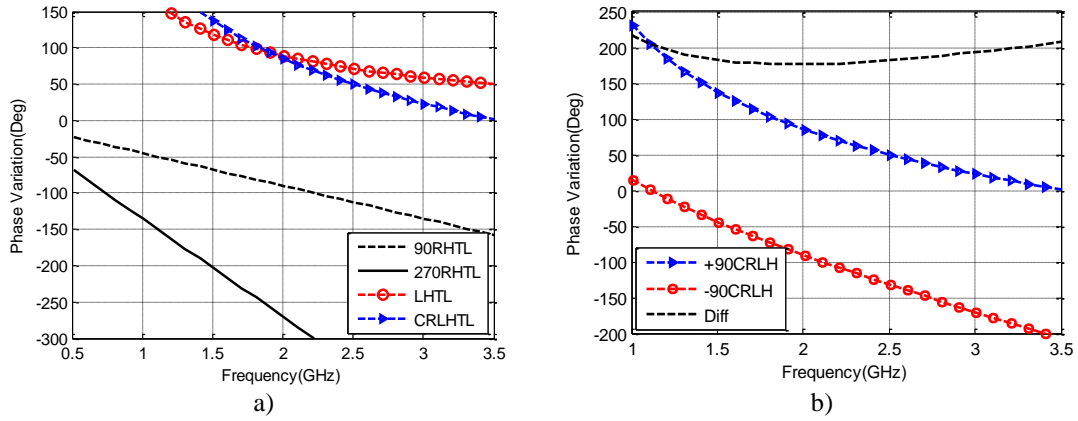 150
100
50
0
-50
-100
-150
-200
-250
-300
Phase Variation(Deg)
90RHTL
270RHTL
LHTL
CRLHTL
0.5 1 1.5 2 2.5 3 3.5
Frequency(GHz)
a)
250
200
150
100
50
0
-50
-100
-150
-200
Phase Variation(Deg)
+90CRLH
-90CRLH
Diff
1 1.5 2 2.5 3 3.5
Frequency(GHz)
b)